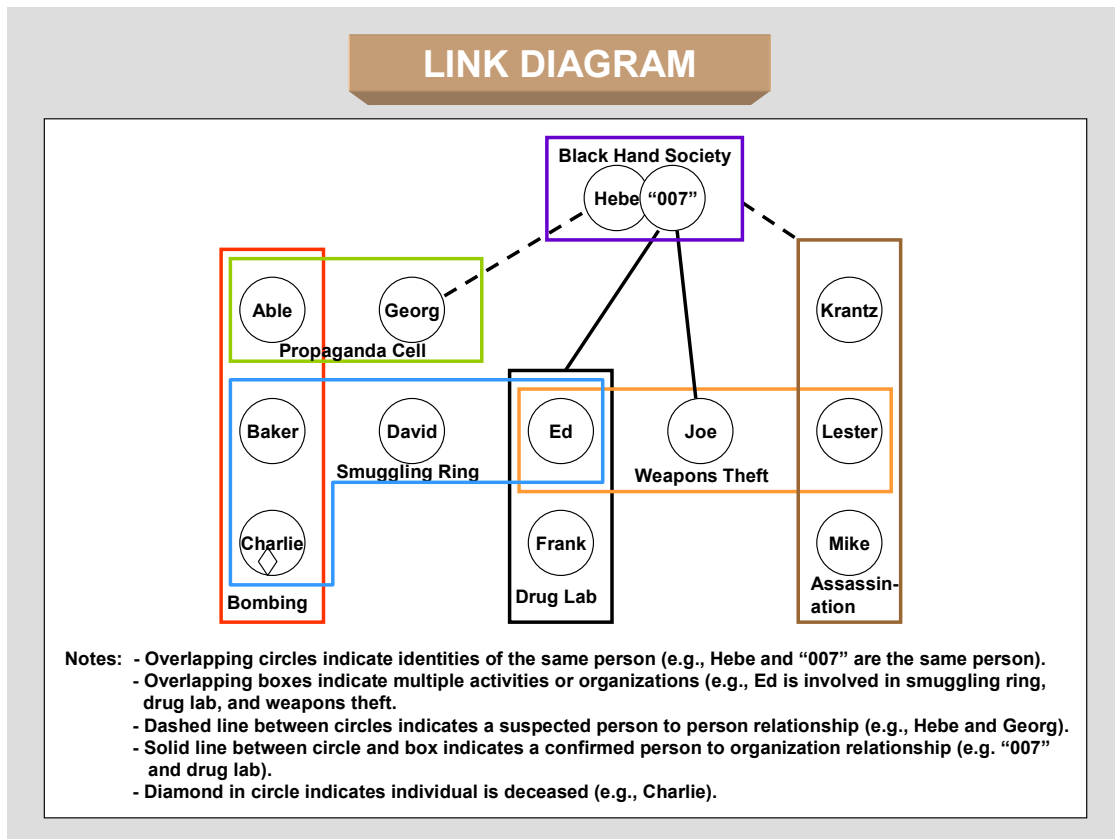 LINK DIAGRAM
Black Hand Society
Hebe “007”
Able Georg Krantz
Propaganda Cell
Baker David Ed Joe Lester
Smuggling Ring Weapons Theft
Charlie Frank Mike
Bombing Drug Lab Assassin-
ation
Notes: - Overlapping circles indicate identities of the same person (e.g., Hebe and “007” are the same person).
- Overlapping boxes indicate multiple activities or organizations (e.g., Ed is involved in smuggling ring,
drug lab, and weapons theft.
- Dashed line between circles indicates a suspected person to person relationship (e.g., Hebe and Georg).
- Solid line between circle and box indicates a confirmed person to organization relationship (e.g. “007”
and drug lab).
- Diamond in circle indicates individual is deceased (e.g., Charlie).